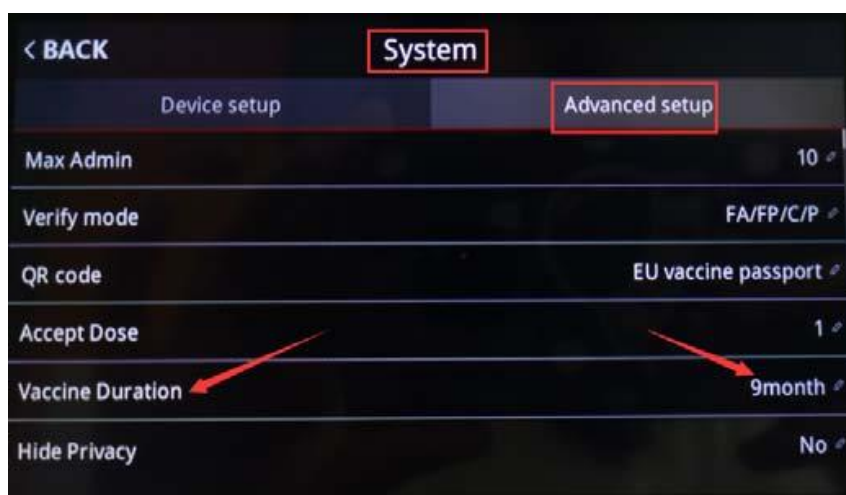 < BACK
System
Device setup
Advanced setup
Max Admin
10
Verify mode
FA/FP/C/P
QR code
EU vaccine passport
Accept Dose
1
Vaccine Duration
9month
Hide Privacy
No